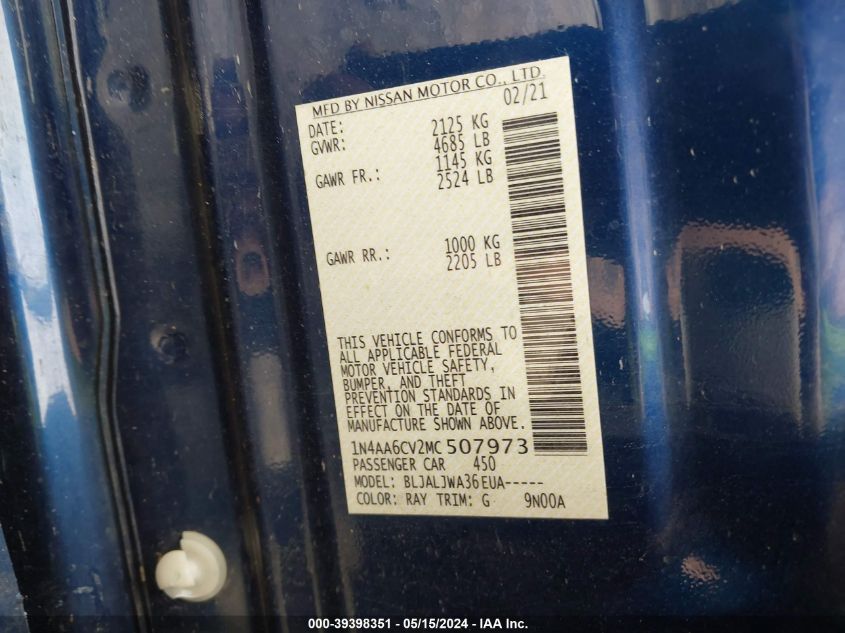 MFD BY NISSAN MOTOR CO., LTD.
DATE: 02/21
GVWR: 2125 KG
4685 LB
GAWR FR.: 1145 KG
2524 LB
GAWR RR.: 1000 KG
2205 LB
THIS VEHICLE CONFORMS TO
ALL APPLICABLE FEDERAL
MOTOR VEHICLE SAFETY,
BUMPER, AND THEFT
PREVENTION STANDARDS IN
EFFECT ON THE DATE OF
MANUFACTURE SHOWN ABOVE.
1N4AA6CV2MC507973
PASSENGER CAR 450
MODEL: BLJALJWA36EUA-----
COLOR: RAY TRIM: G 9N00A
000-39398351 - 05/15/2024 - IAA Inc.